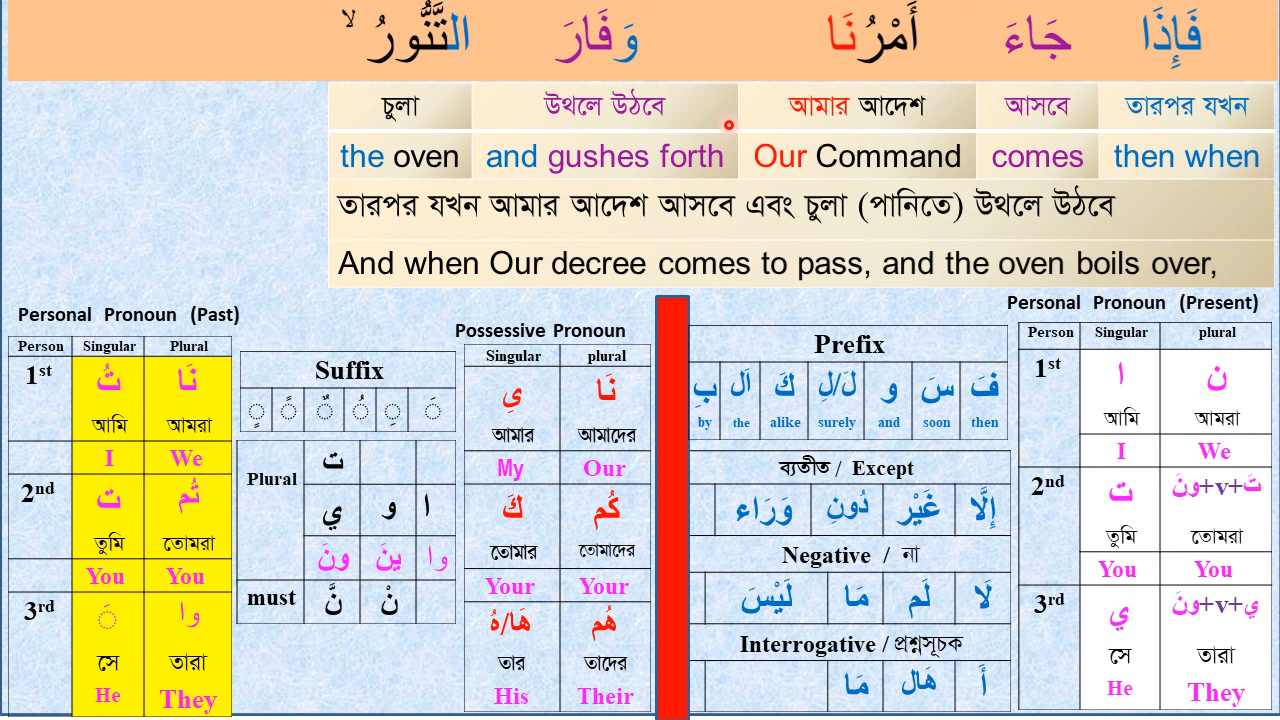 فَإِذَا جَاءَ أَمْرُنَا وَفَارَ التَّنُّورُ ۙ
চুলা উথলে উঠবে আমার আদেশ আসবে তারপর যখন
the oven and gushes forth Our Command comes then when
তারপর যখন আমার আদেশ আসবে এবং চুলা (পানিতে) উথলে উঠবে
And when Our decree comes to pass, and the oven boils over,
Personal Pronoun (Past)
Person Singular Plural
1st تُ نَا
আমি আমরা
I We
2nd ت تُم
তুমি তোমরা
You You
3rd َ وا
সে তারা
He They
Suffix
ٍ ً ٌ ُ ِ َ
Plural ت
ي و ا
ونَ ينَ وا
must نَّ نْ
Possessive Pronoun
Singular plural
يِ نَا
আমার আমাদের
My Our
كَ كُم
তোমার তোমাদের
Your Your
هَا/هُ هُم
তার তাদের
His Their
Prefix
بِ اَل كَ لَ/لِ و سَ فَ
by the alike surely and soon then
ব্যতীত / Except
وَرَاء دُونِ غَيْر إِلَّا
Negative / না
لَيْسَ مَا لَم لَا
Interrogative / প্রশ্নসূচক
مَا هَال أَ
Personal Pronoun (Present)
Person Singular plural
1st ا ن
আমি আমরা
I We
2nd ت تَ+v+ونَ
তুমি তোমরা
You You
3rd ي ي+v+ونَ
সে তারা
He They